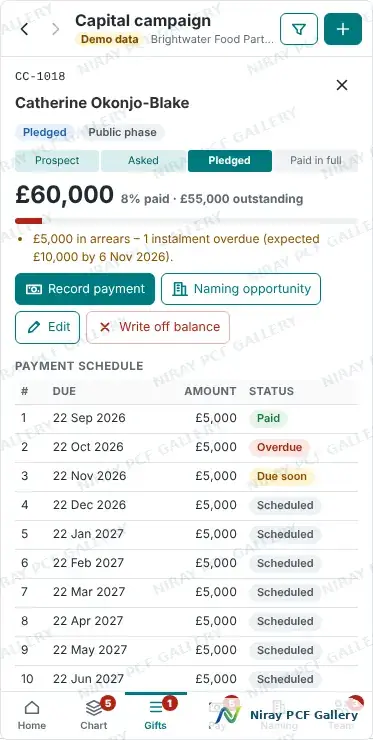 Capital campaign
Demo data · Brightwater Food Part...
CC-1018
Catherine Okonjo-Blake
Pledged Public phase
Prospect Asked Pledged Paid in full
£60,000 8% paid · £55,000 outstanding
• £5,000 in arrears – 1 instalment overdue (expected
£10,000 by 6 Nov 2026).
Record payment Naming opportunity
Edit Write off balance
PAYMENT SCHEDULE
# DUE AMOUNT STATUS
1 22 Sep 2026 £5,000 Paid
2 22 Oct 2026 £5,000 Overdue
3 22 Nov 2026 £5,000 Due soon
4 22 Dec 2026 £5,000 Scheduled
5 22 Jan 2027 £5,000 Scheduled
6 22 Feb 2027 £5,000 Scheduled
7 22 Mar 2027 £5,000 Scheduled
8 22 Apr 2027 £5,000 Scheduled
9 22 May 2027 £5,000 Scheduled
10 22 Jun 2027 £5,000 Scheduled
5 1 5 3
Home Chart Gifts Naming Team
Niray PCF Gallery
NIRAY PCF GALLERY